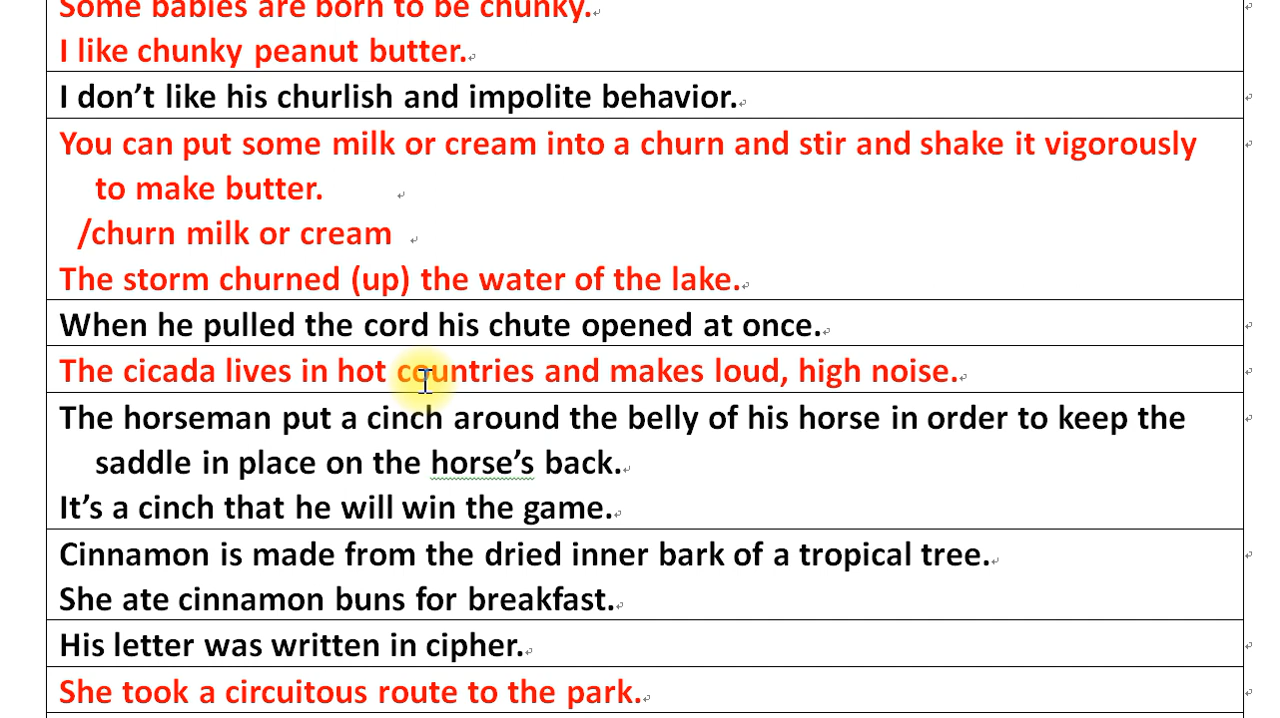 Some babies are born to be chunky.
I like chunky peanut butter.
I don’t like his churlish and impolite behavior.
You can put some milk or cream into a churn and stir and shake it vigorously
to make butter.
/churn milk or cream
The storm churned (up) the water of the lake.
When he pulled the cord his chute opened at once.
The cicada lives in hot countries and makes loud, high noise.
The horseman put a cinch around the belly of his horse in order to keep the
saddle in place on the horse’s back.
It’s a cinch that he will win the game.
Cinnamon is made from the dried inner bark of a tropical tree.
She ate cinnamon buns for breakfast.
His letter was written in cipher.
She took a circuitous route to the park.